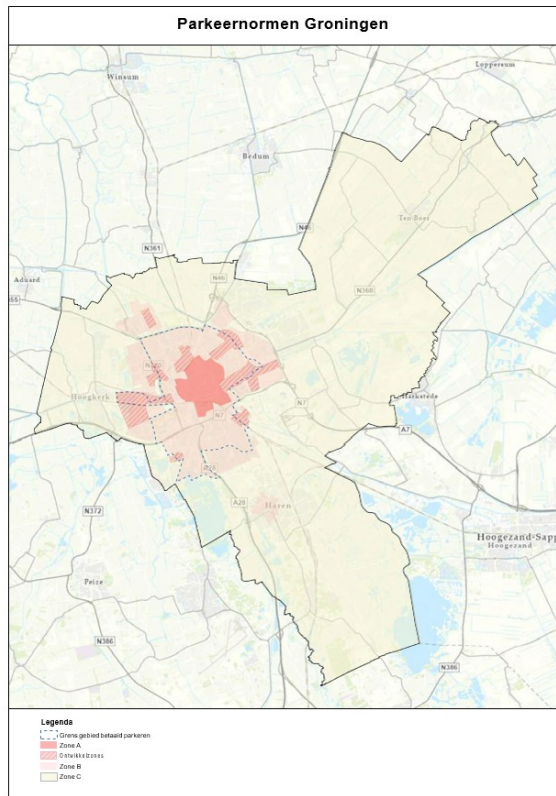 Parkeernormen Groningen
Winsum
Loppersum
Bedum
Ten Boer
N46
N361
Aduard
N46
N360
Hoogkerk
N7
N7
Harkstede
A7
A28
Haren
N372
Hoogezand-Sapp
Hoogezand
Peize
N386
N386
Legenda
Grens gebied betaald parkeren
Zone A
Ontwikkelzones
Zone B
Zone C